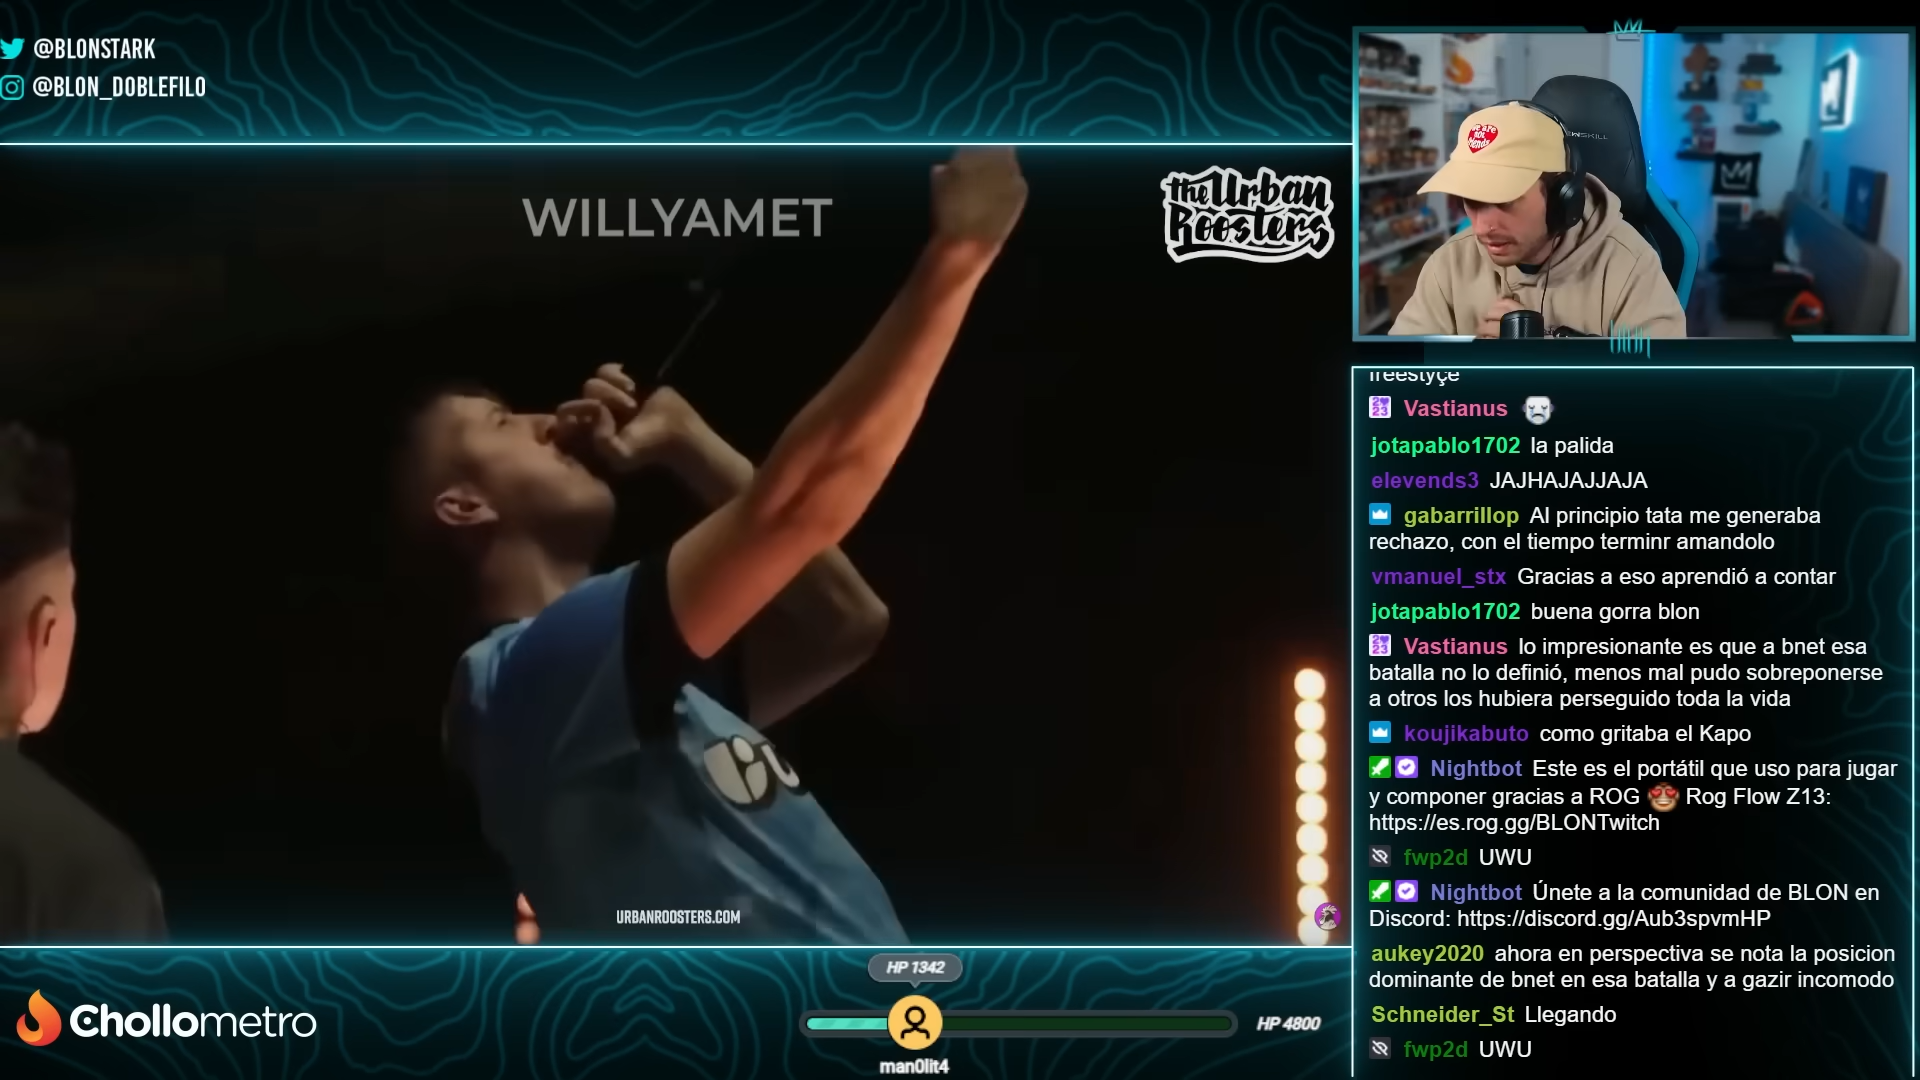 @BLONSTARK
@BLON_DOBLEFILO
WILLYAMET
the Urban
Roosters
we are
not
friends
URBANROOSTERS.COM
Chollometro
HP 1342
HP 4800
man0lit4
freestyçe
Vastianus
jotapablo1702 la palida
elevends3 JAJHAJAJJAJA
gabarrillop Al principio tata me generaba
rechazo, con el tiempo terminr amandolo
vmanuel_stx Gracias a eso aprendió a contar
jotapablo1702 buena gorra blon
Vastianus lo impresionante es que a bnet esa
batalla no lo definió, menos mal pudo sobreponerse
a otros los hubiera perseguido toda la vida
koujikabuto como gritaba el Kapo
Nightbot Este es el portátil que uso para jugar
y componer gracias a ROG Rog Flow Z13:
https://es.rog.gg/BLONTwitch
fwp2d UWU
Nightbot Únete a la comunidad de BLON en
Discord: https://discord.gg/Aub3spvmHP
aukey2020 ahora en perspectiva se nota la posicion
dominante de bnet en esa batalla y a gazir incomodo
Schneider_St Llegando
fwp2d UWU